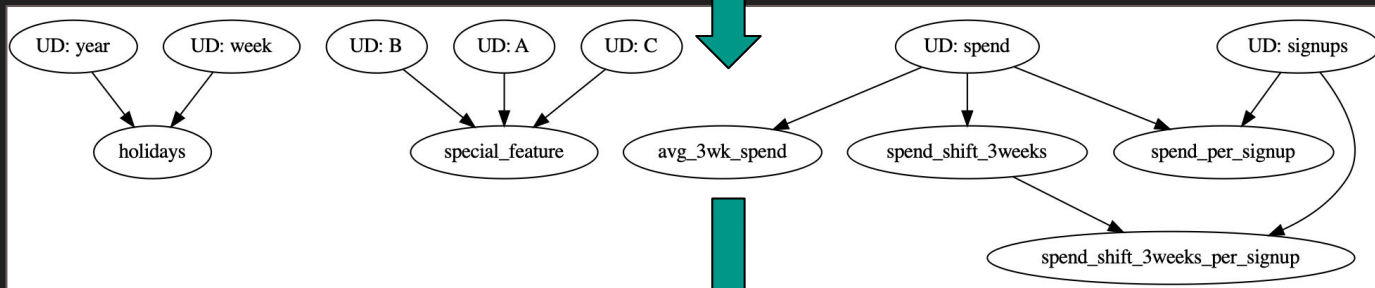 UD: year
UD: week
UD: B
UD: A
UD: C
UD: spend
UD: signups
holidays
special_feature
avg_3wk_spend
spend_shift_3weeks
spend_per_signup
spend_shift_3weeks_per_signup